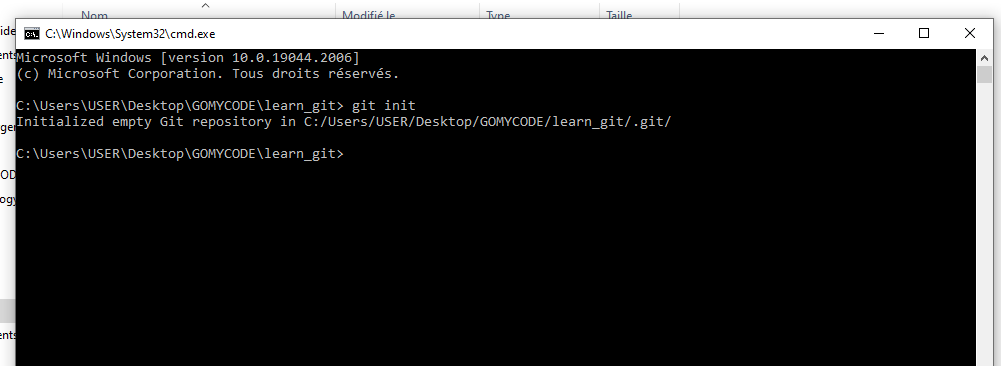 Nom
Modifié le
Type
Taille
C:\Windows\System32\cmd.exe
Microsoft Windows [version 10.0.19044.2006]
(c) Microsoft Corporation. Tous droits réservés.
C:\Users\USER\Desktop\GOMYCODE\learn_git> git init
Initialized empty Git repository in C:/Users/USER/Desktop/GOMYCODE/learn_git/.git/
C:\Users\USER\Desktop\GOMYCODE\learn_git>